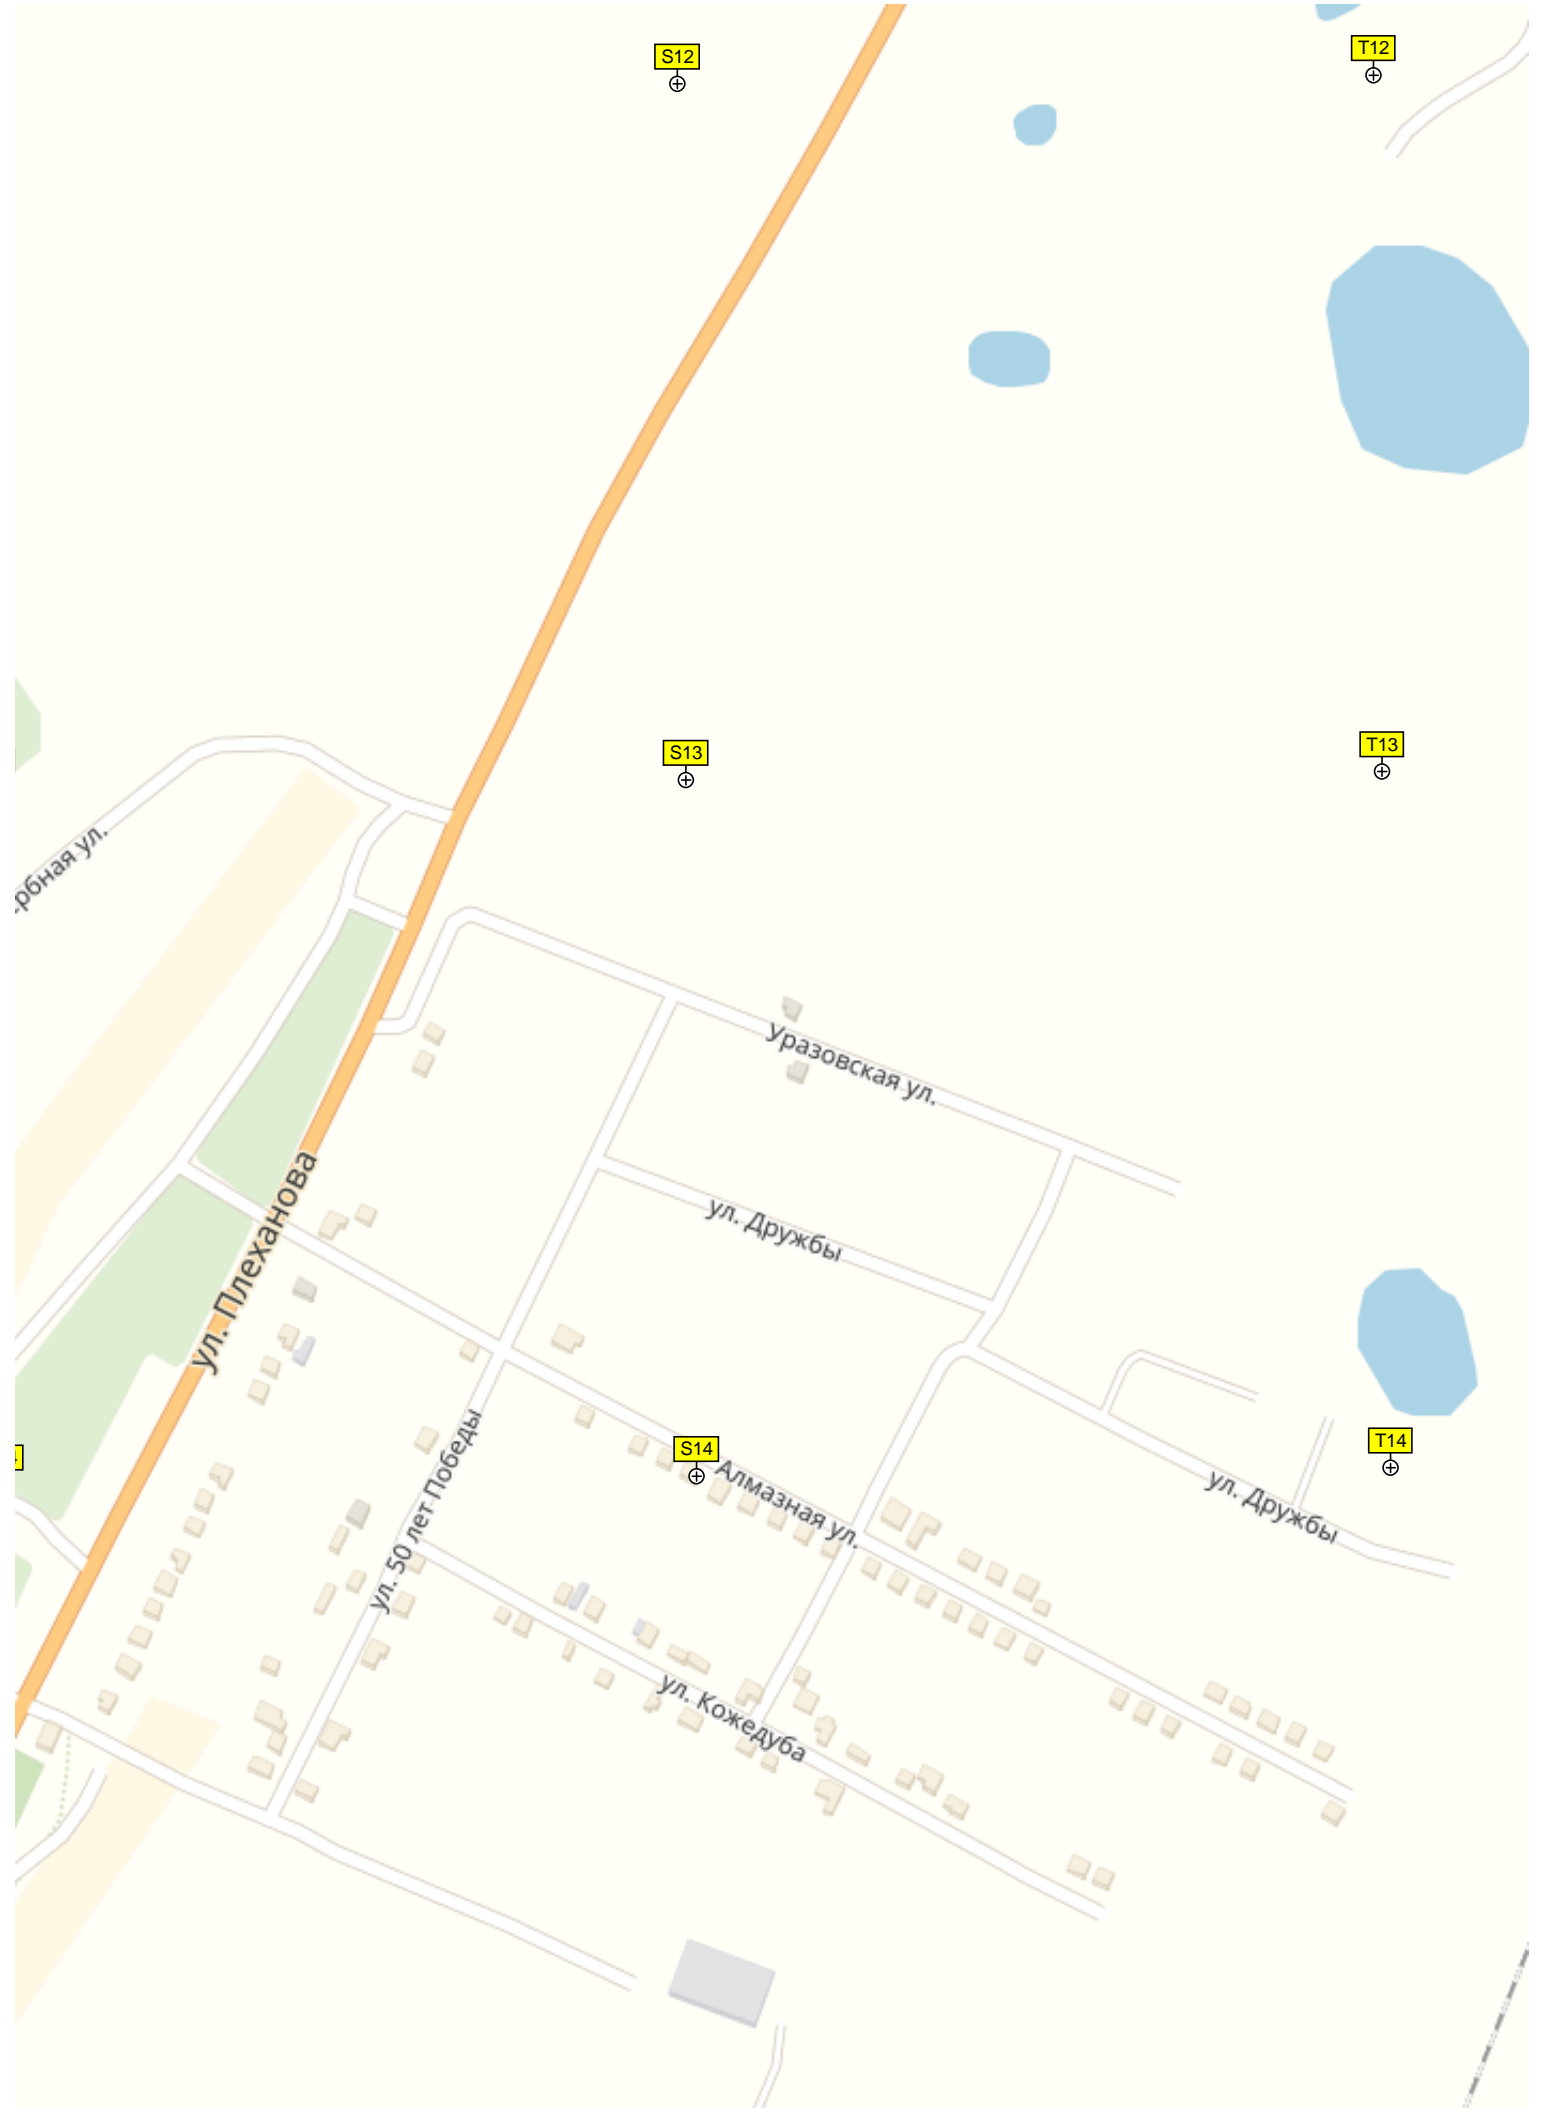 S12
T12
S13
T13
рбная ул.
Уразовская ул.
ул. Плеханова
ул. Дружбы
ул. 50 лет Победы
S14
T14
Алмазная ул.
ул. Дружбы
ул. Кожедуба